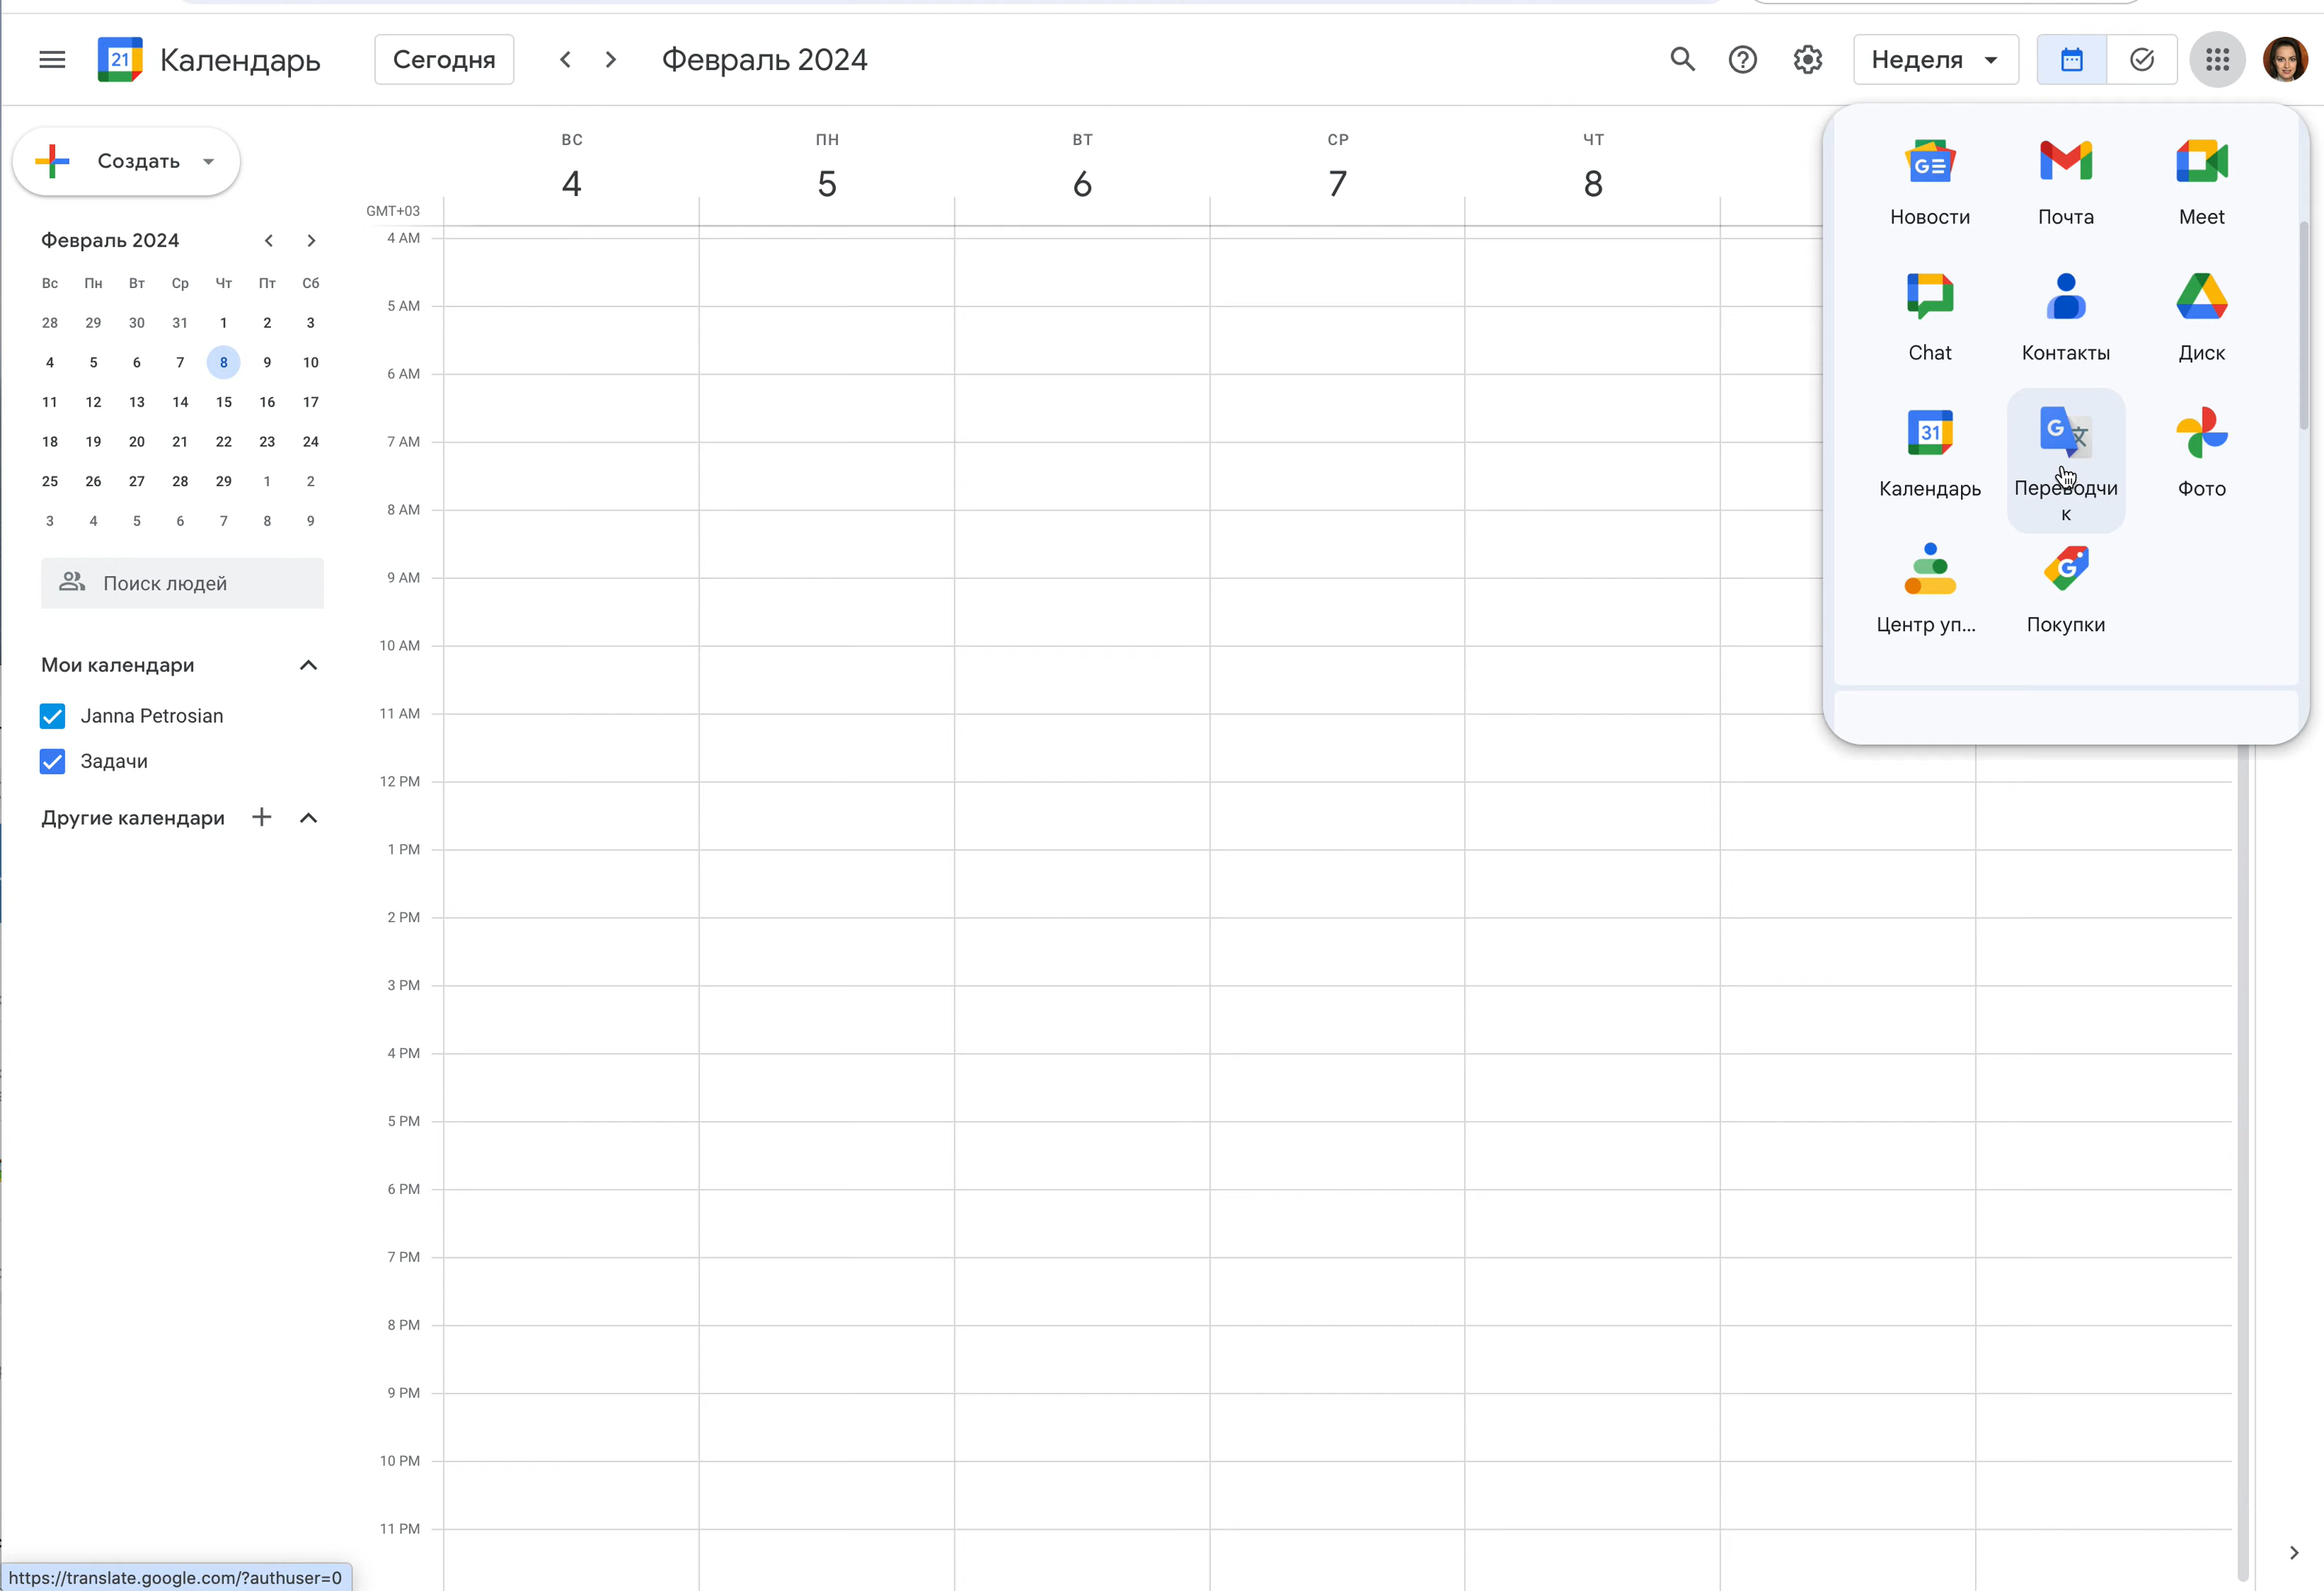 21 Календарь Сегодня Февраль 2024 Неделя
Создать
Февраль 2024
Вс Пн Вт Ср Чт Пт Сб
28 29 30 31 1 2 3
4 5 6 7 8 9 10
11 12 13 14 15 16 17
18 19 20 21 22 23 24
25 26 27 28 29 1 2
3 4 5 6 7 8 9
Поиск людей
Мои календари
Janna Petrosian
Задачи
Другие календари
ВС ПН ВТ СР ЧТ
4 5 6 7 8
GMT+03
4 AM
5 AM
6 AM
7 AM
8 AM
9 AM
10 AM
11 AM
12 PM
1 PM
2 PM
3 PM
4 PM
5 PM
6 PM
7 PM
8 PM
9 PM
10 PM
11 PM
Новости Почта Meet
Chat Контакты Диск
31
Календарь Переводчи Фото
к
Центр уп... Покупки
https://translate.google.com/?authuser=0